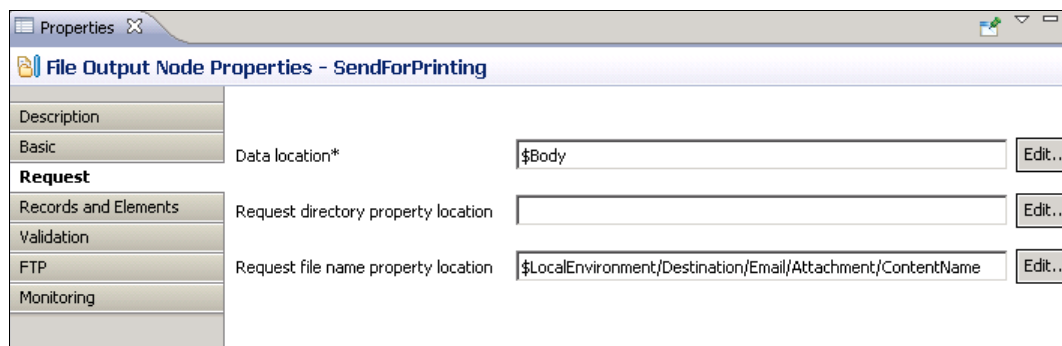 Properties
File Output Node Properties - SendForPrinting
Description
Basic
Request
Records and Elements
Validation
FTP
Monitoring
Data location* $Body Edit..
Request directory property location Edit..
Request file name property location $LocalEnvironment/Destination/Email/Attachment/ContentName Edit..